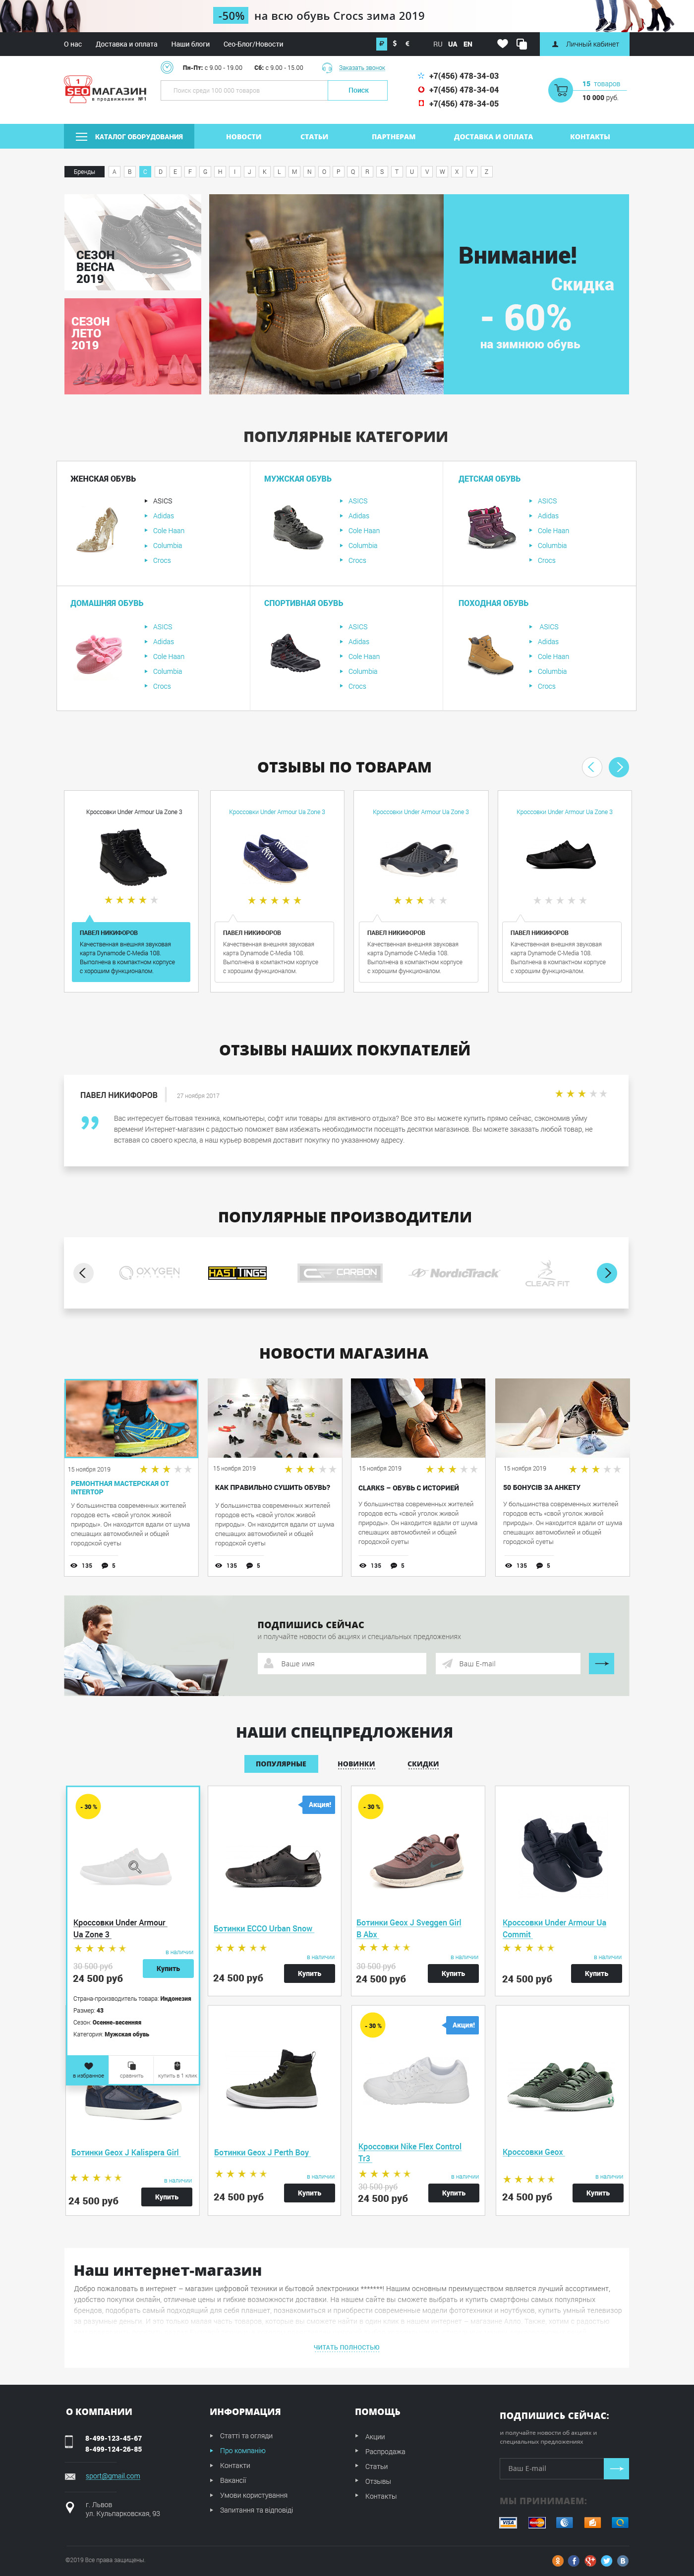 -50% на всю обувь Crocs зима 2019
О нас Доставка и оплата Наши блоги Сео-Блог/Новости ₽ $ € RU UA EN Личный кабинет
Пн-Пт: с 9.00 - 19.00 Сб: с 9.00 - 15.00 Заказать звонок
1
SEO МАГАЗИН
в продвижении №1
Поиск среди 100 000 товаров Поиск
+7(456) 478-34-03
+7(456) 478-34-04
+7(456) 478-34-05
15 товаров
10 000 руб.
КАТАЛОГ ОБОРУДОВАНИЯ НОВОСТИ СТАТЬИ ПАРТНЕРАМ ДОСТАВКА И ОПЛАТА КОНТАКТЫ
Бренды A B C D E F G H I J K L M N O P Q R S T U V W X Y Z
СЕЗОН
ВЕСНА
2019
СЕЗОН
ЛЕТО
2019
Внимание!
Скидка
- 60%
на зимнюю обувь
ПОПУЛЯРНЫЕ КАТЕГОРИИ
ЖЕНСКАЯ ОБУВЬ
ASICS
Adidas
Cole Haan
Columbia
Crocs
МУЖСКАЯ ОБУВЬ
ASICS
Adidas
Cole Haan
Columbia
Crocs
ДЕТСКАЯ ОБУВЬ
ASICS
Adidas
Cole Haan
Columbia
Crocs
ДОМАШНЯЯ ОБУВЬ
ASICS
Adidas
Cole Haan
Columbia
Crocs
СПОРТИВНАЯ ОБУВЬ
ASICS
Adidas
Cole Haan
Columbia
Crocs
ПОХОДНАЯ ОБУВЬ
ASICS
Adidas
Cole Haan
Columbia
Crocs
ОТЗЫВЫ ПО ТОВАРАМ
Кроссовки Under Armour Ua Zone 3
ПАВЕЛ НИКИФОРОВ
Качественная внешняя звуковая
карта Dynamode C-Media 108.
Выполнена в компактном корпусе
с хорошим функционалом.
Кроссовки Under Armour Ua Zone 3
ПАВЕЛ НИКИФОРОВ
Качественная внешняя звуковая
карта Dynamode C-Media 108.
Выполнена в компактном корпусе
с хорошим функционалом.
Кроссовки Under Armour Ua Zone 3
ПАВЕЛ НИКИФОРОВ
Качественная внешняя звуковая
карта Dynamode C-Media 108.
Выполнена в компактном корпусе
с хорошим функционалом.
Кроссовки Under Armour Ua Zone 3
ПАВЕЛ НИКИФОРОВ
Качественная внешняя звуковая
карта Dynamode C-Media 108.
Выполнена в компактном корпусе
с хорошим функционалом.
ОТЗЫВЫ НАШИХ ПОКУПАТЕЛЕЙ
ПАВЕЛ НИКИФОРОВ 27 ноября 2017
Вас интересует бытовая техника, компьютеры, софт или товары для активного отдыха? Все это вы можете купить прямо сейчас, сэкономив уйму
времени! Интернет-магазин с радостью поможет вам избежать необходимости посещать десятки магазинов. Вы можете заказать любой товар, не
вставая со своего кресла, а наш курьер вовремя доставит покупку по указанному адресу.
ПОПУЛЯРНЫЕ ПРОИЗВОДИТЕЛИ
OXYGEN HASTTINGS CARBON NordicTrack CLEAR FIT
НОВОСТИ МАГАЗИНА
15 ноября 2019
РЕМОНТНАЯ МАСТЕРСКАЯ ОТ
INTERTOP
У большинства современных жителей
городов есть «свой уголок живой
природы». Он находится вдали от шума
спешащих автомобилей и общей
городской суеты
135 5
15 ноября 2019
КАК ПРАВИЛЬНО СУШИТЬ ОБУВЬ?
У большинства современных жителей
городов есть «свой уголок живой
природы». Он находится вдали от шума
спешащих автомобилей и общей
городской суеты
135 5
15 ноября 2019
CLARKS – ОБУВЬ С ИСТОРИЕЙ
У большинства современных жителей
городов есть «свой уголок живой
природы». Он находится вдали от шума
спешащих автомобилей и общей
городской суеты
135 5
15 ноября 2019
50 БОНУСІВ ЗА АНКЕТУ
У большинства современных жителей
городов есть «свой уголок живой
природы». Он находится вдали от шума
спешащих автомобилей и общей
городской суеты
135 5
ПОДПИШИСЬ СЕЙЧАС
и получайте новости об акциях и специальных предложениях
Ваше имя Ваш E-mail
НАШИ СПЕЦПРЕДЛОЖЕНИЯ
ПОПУЛЯРНЫЕ НОВИНКИ СКИДКИ
- 30 %
Кроссовки Under Armour
Ua Zone 3
в наличии
30 500 руб
24 500 руб Купить
Страна-производитель товара: Индонезия
Размер: 43
Сезон: Осенне-весенняя
Категория: Мужская обувь
в избранное сравнить купить в 1 клик
Акция!
Ботинки ECCO Urban Snow
в наличии
24 500 руб Купить
- 30 %
Ботинки Geox J Sveggen Girl
B Abx
в наличии
30 500 руб
24 500 руб Купить
Кроссовки Under Armour Ua
Commit
в наличии
24 500 руб Купить
Ботинки Geox J Kalispera Girl
в наличии
24 500 руб Купить
Ботинки Geox J Perth Boy
в наличии
24 500 руб Купить
- 30 %
Акция!
Кроссовки Nike Flex Control
Tr3
в наличии
30 500 руб
24 500 руб Купить
Кроссовки Geox
в наличии
24 500 руб Купить
Наш интернет-магазин
Добро пожаловать в интернет – магазин цифровой техники и бытовой электроники *******! Нашим основным преимуществом является лучший ассортимент,
удобство покупки онлайн, отличные цены и гибкие возможности доставки. На нашем сайте вы сможете выбрать и купить смартфоны самых популярных
брендов, подобрать самый подходящий для себя планшет, познакомиться и приобрести современные модели фототехники и ноутбуков, купить умный телевизор
ЧИТАТЬ ПОЛНОСТЬЮ
О КОМПАНИИ
8-499-123-45-67
8-499-124-26-85
sport@gmail.com
г. Львов
ул. Кульпарковская, 93
ИНФОРМАЦИЯ
Статті та огляди
Про компанію
Контакти
Вакансії
Умови користування
Запитання та відповіді
ПОМОЩЬ
Акции
Распродажа
Статьи
Отзывы
Контакты
ПОДПИШИСЬ СЕЙЧАС:
и получайте новости об акциях и
специальных предложениях
Ваш E-mail
МЫ ПРИНИМАЕМ:
VISA MasterCard
©2019 Все права защищены.